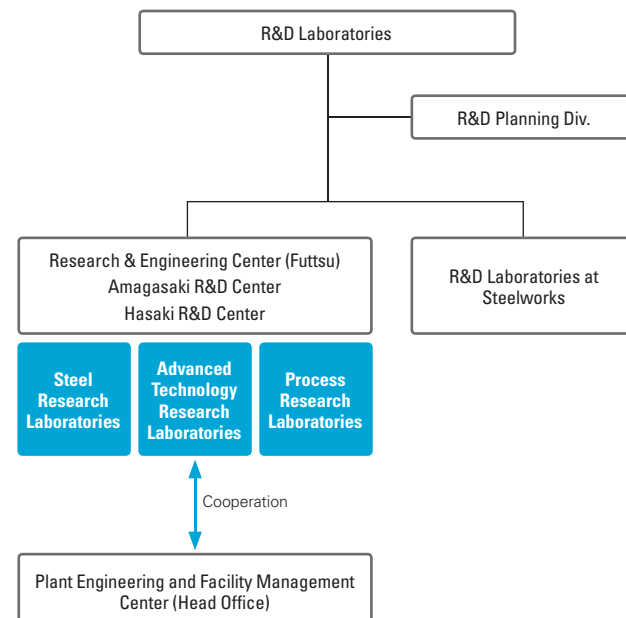 R&D Laboratories
R&D Planning Div.
Research & Engineering Center (Futtsu)
Amagasaki R&D Center
Hasaki R&D Center
R&D Laboratories at
Steelworks
Steel
Research
Laboratories
Advanced
Technology
Research
Laboratories
Process
Research
Laboratories
Cooperation
Plant Engineering and Facility Management
Center (Head Office)